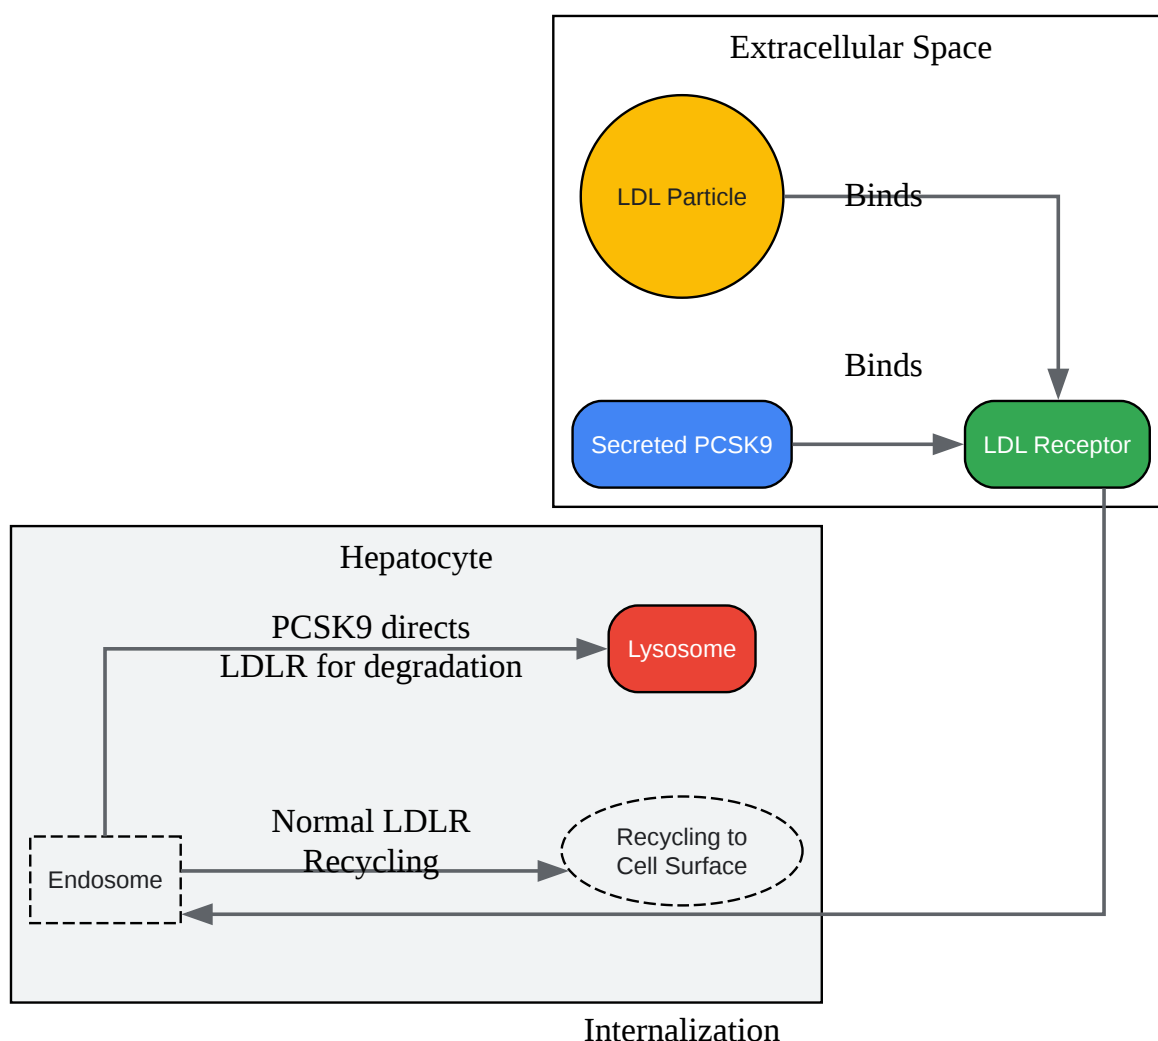 Extracellular Space
LDL Particle
Binds
Binds
Secreted PCSK9
LDL Receptor
Hepatocyte
PCSK9 directs
LDLR for degradation
Lysosome
Normal LDLR
Recycling
Recycling to
Cell Surface
Endosome
Internalization